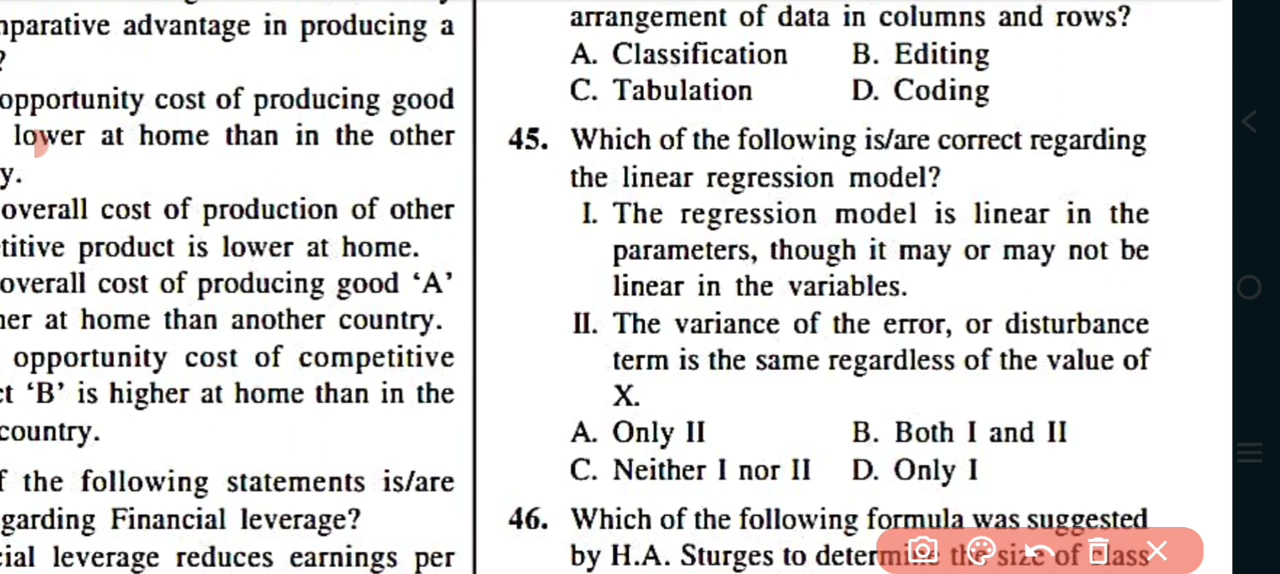 advantage in producing a
?
opportunity cost of producing good
lower at home than in the other
y.
overall cost of production of other
product is lower at home.
overall cost of producing good ‘A’
at home than another country.
opportunity cost of competitive
‘B’ is higher at home than in the
country.
the following statements is/are
Financial leverage?
leverage reduces earnings per
arrangement of data in columns and rows?
A. Classification B. Editing
C. Tabulation D. Coding
45. Which of the following is/are correct regarding
the linear regression model?
I. The regression model is linear in the
parameters, though it may or may not be
linear in the variables.
II. The variance of the error, or disturbance
term is the same regardless of the value of
X.
A. Only II B. Both I and II
C. Neither I nor II D. Only I
46. Which of the following formula was suggested
by H.A. Sturges to determine the size of class